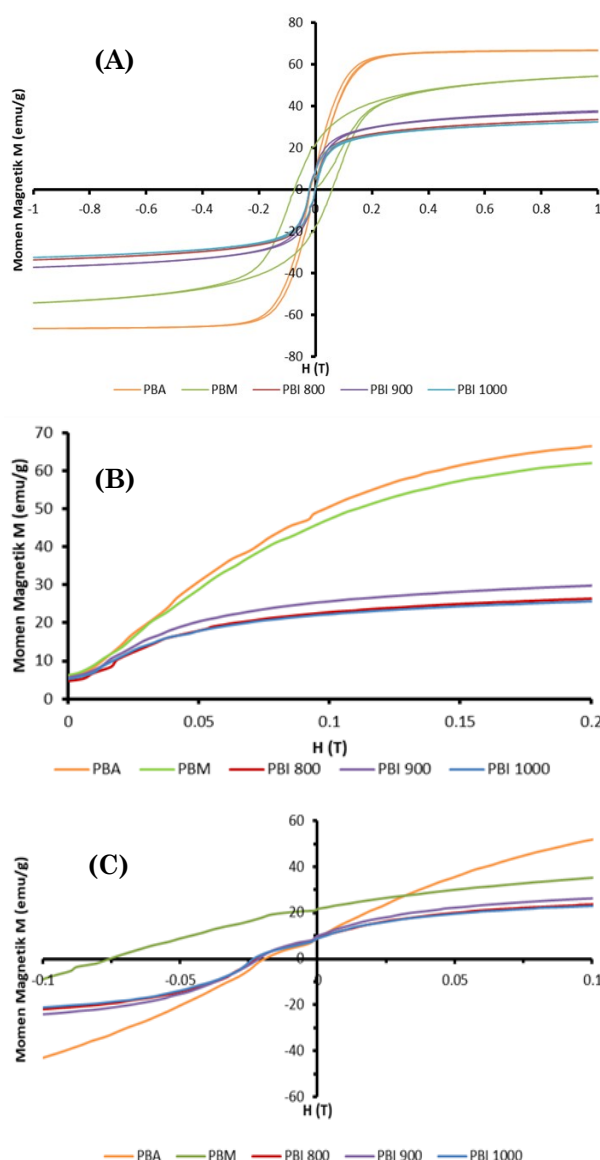 (A)
Momen Magnetik M (emu/g)
80
60
40
20
0
-20
-40
-60
-80
-1 -0.8 -0.6 -0.4 -0.2 0 0.2 0.4 0.6 0.8 1
H (T)
PBA PBM PBI 800 PBI 900 PBI 1000
(B)
Momen Magnetik M (emu/g)
70
60
50
40
30
20
10
0
0 0.05 0.1 0.15 0.2
H (T)
PBA PBM PBI 800 PBI 900 PBI 1000
(C)
Momen Magnetik M (emu/g)
60
40
20
0
-20
-40
-60
-0.1 -0.05 0 0.05 0.1
H (T)
PBA PBM PBI 800 PBI 900 PBI 1000